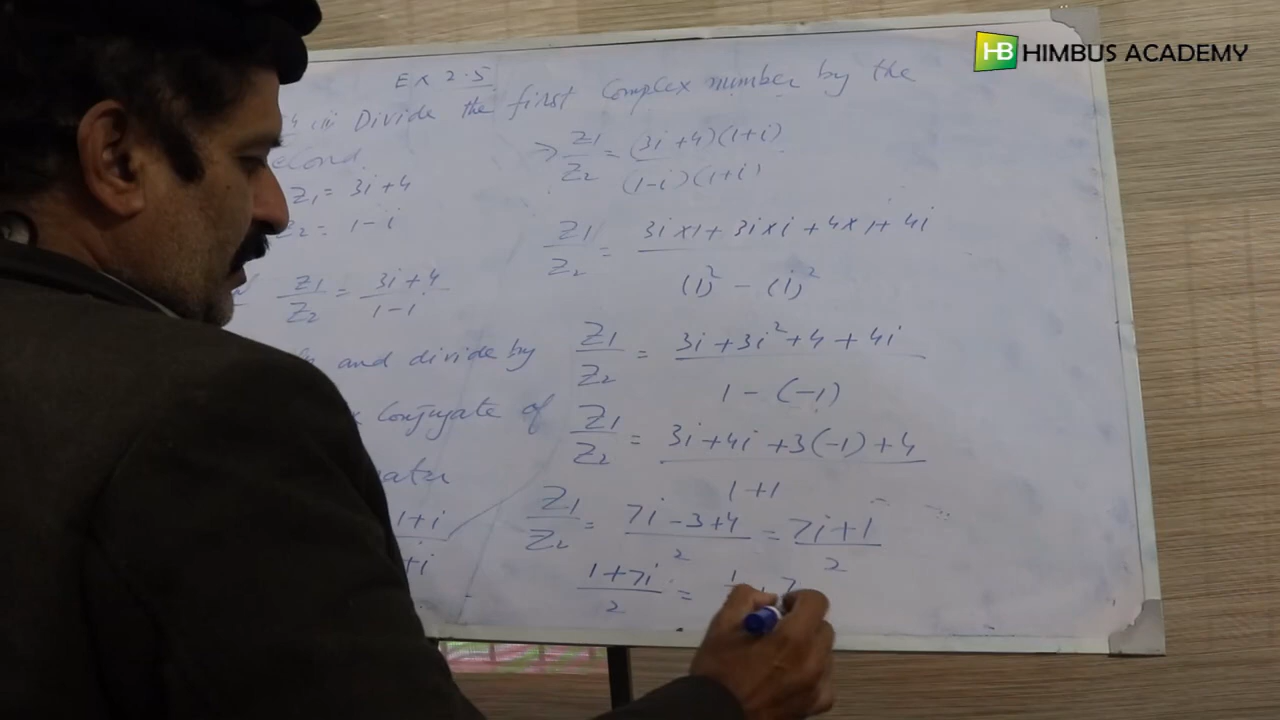 HB HIMBUS ACADEMY
EX 2.5
Divide the first complex number by the
Z1 = 3i+4
= 1-i
Z1/Z2 = (3i+4)/(1-i)
and divide by
Conjugate of
1+i
+i
⇒ Z1/Z2 = (3i+4)(1+i)/(1-i)(1+i)
Z1/Z2 = (3i×1+3i×i+4×1+4i)/((1)²-(i)²)
Z1/Z2 = (3i+3i²+4+4i)/(1-(-1))
Z1/Z2 = (3i+4i+3(-1)+4)/(1+1)
Z1/Z2 = (7i-3+4)/2 = (7i+1)/2
(1+7i)/2 =